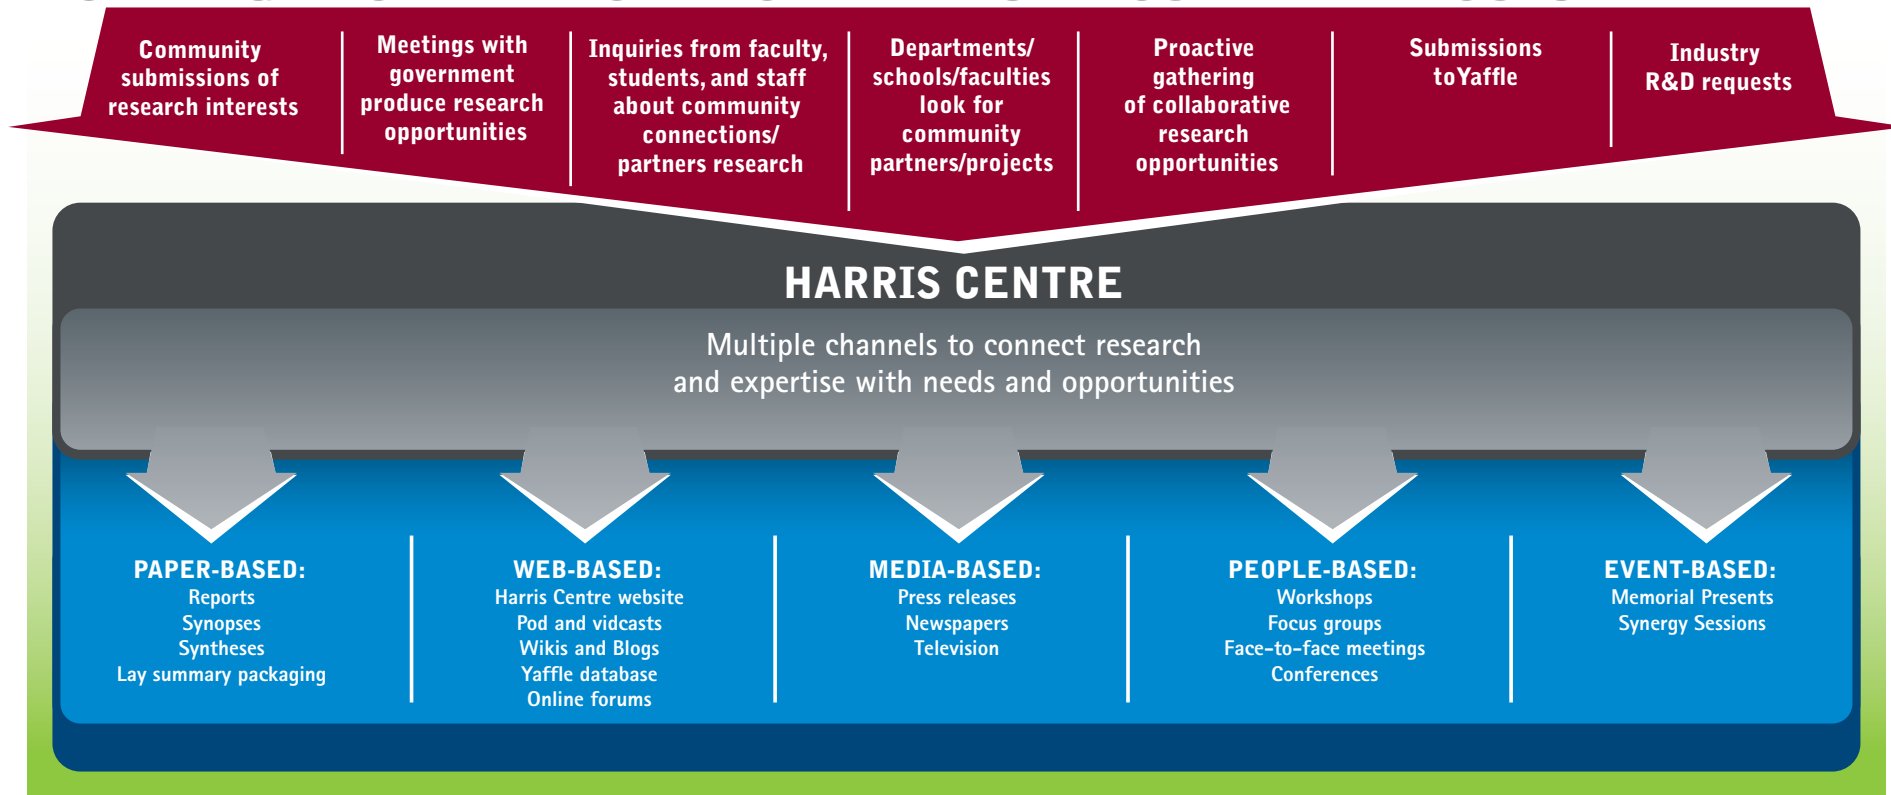 Community
submissions of
research interests
Meetings with
government
produce research
opportunities
Inquiries from faculty,
students, and staff
about community
connections/
partners research
Departments/
schools/faculties
look for
community
partners/projects
Proactive
gathering
of collaborative
research
opportunities
Submissions
toYaffle
Industry
R&D requests
HARRIS CENTRE
Multiple channels to connect research
and expertise with needs and opportunities
PAPER-BASED:
Reports
Synopses
Syntheses
Lay summary packaging
WEB-BASED:
Harris Centre website
Pod and vidcasts
Wikis and Blogs
Yaffle database
Online forums
MEDIA-BASED:
Press releases
Newspapers
Television
PEOPLE-BASED:
Workshops
Focus groups
Face-to-face meetings
Conferences
EVENT-BASED:
Memorial Presents
Synergy Sessions